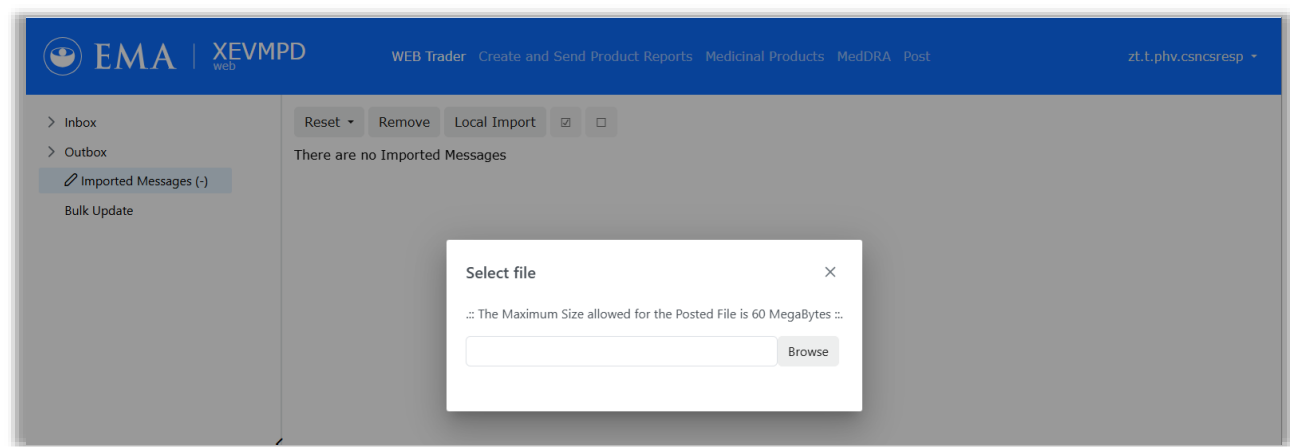 EMA | XEVMPD
web
WEB Trader Create and Send Product Reports Medicinal Products MedDRA Post
zt.t.phv.csncsresp
Inbox
Outbox
Imported Messages (-)
Bulk Update
Reset Remove Local Import
There are no Imported Messages
Select file
.:: The Maximum Size allowed for the Posted File is 60 MegaBytes ::.
Browse